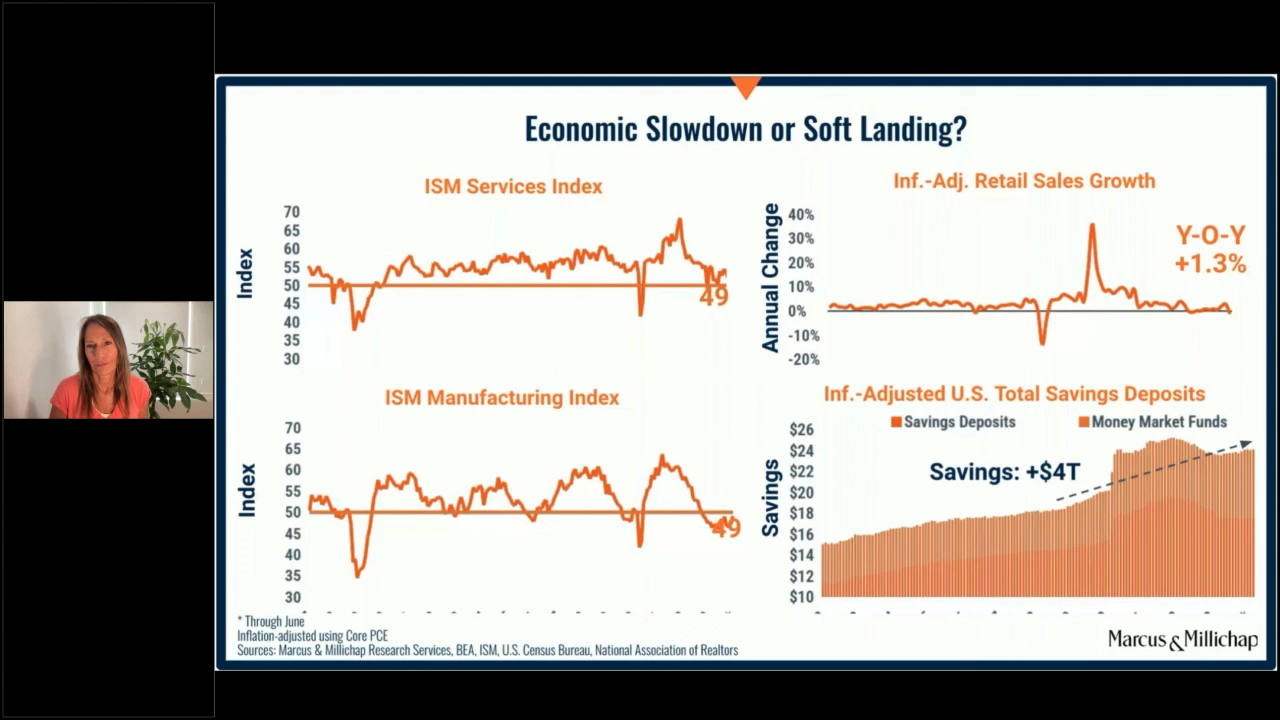 Economic Slowdown or Soft Landing?
ISM Services Index
Index
70
65
60
55
50
45
40
35
30
49
Inf.-Adj. Retail Sales Growth
Annual Change
40%
30%
20%
10%
0%
-10%
-20%
Y-O-Y
+1.3%
ISM Manufacturing Index
Index
70
65
60
55
50
45
40
35
30
49
Inf.-Adjusted U.S. Total Savings Deposits
Savings Deposits
Money Market Funds
Savings
$26
$24
$22
$20
$18
$16
$14
$12
$10
Savings: +$4T
* Through June
Inflation-adjusted using Core PCE
Sources: Marcus & Millichap Research Services, BEA, ISM, U.S. Census Bureau, National Association of Realtors
Marcus & Millichap